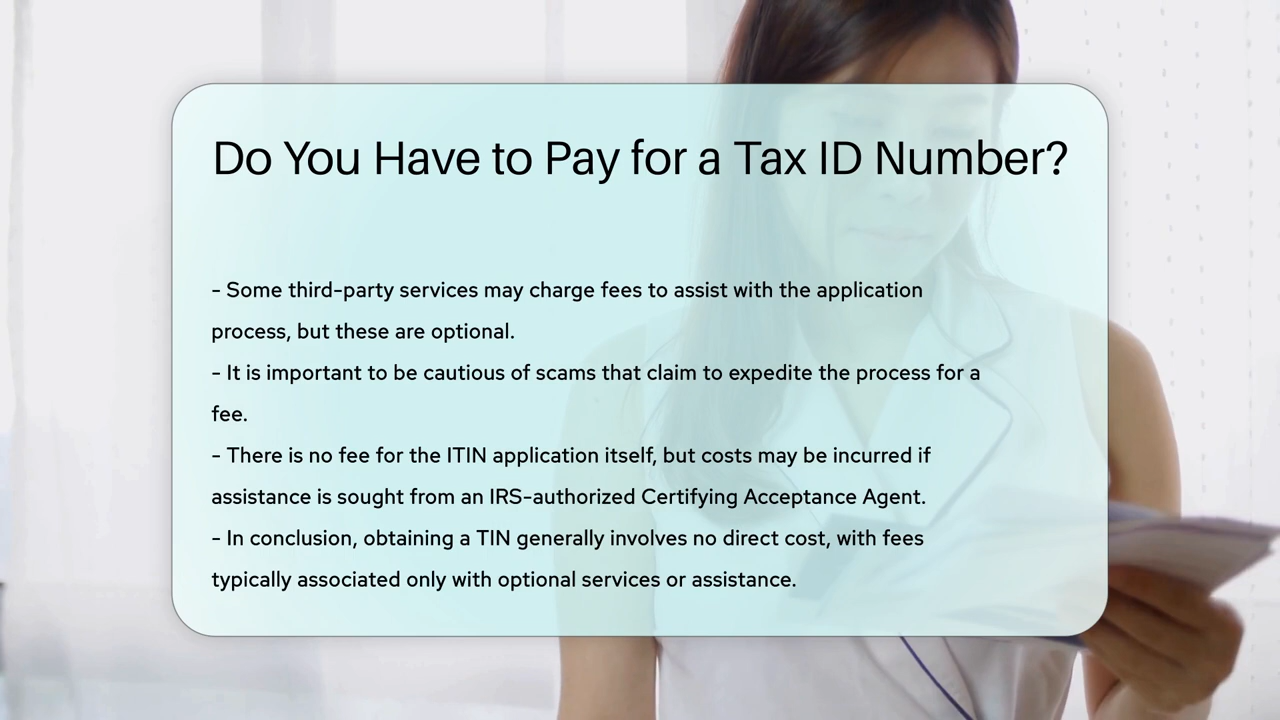 Do You Have to Pay for a Tax ID Number?
- Some third-party services may charge fees to assist with the application
process, but these are optional.
- It is important to be cautious of scams that claim to expedite the process for a
fee.
- There is no fee for the ITIN application itself, but costs may be incurred if
assistance is sought from an IRS-authorized Certifying Acceptance Agent.
- In conclusion, obtaining a TIN generally involves no direct cost, with fees
typically associated only with optional services or assistance.